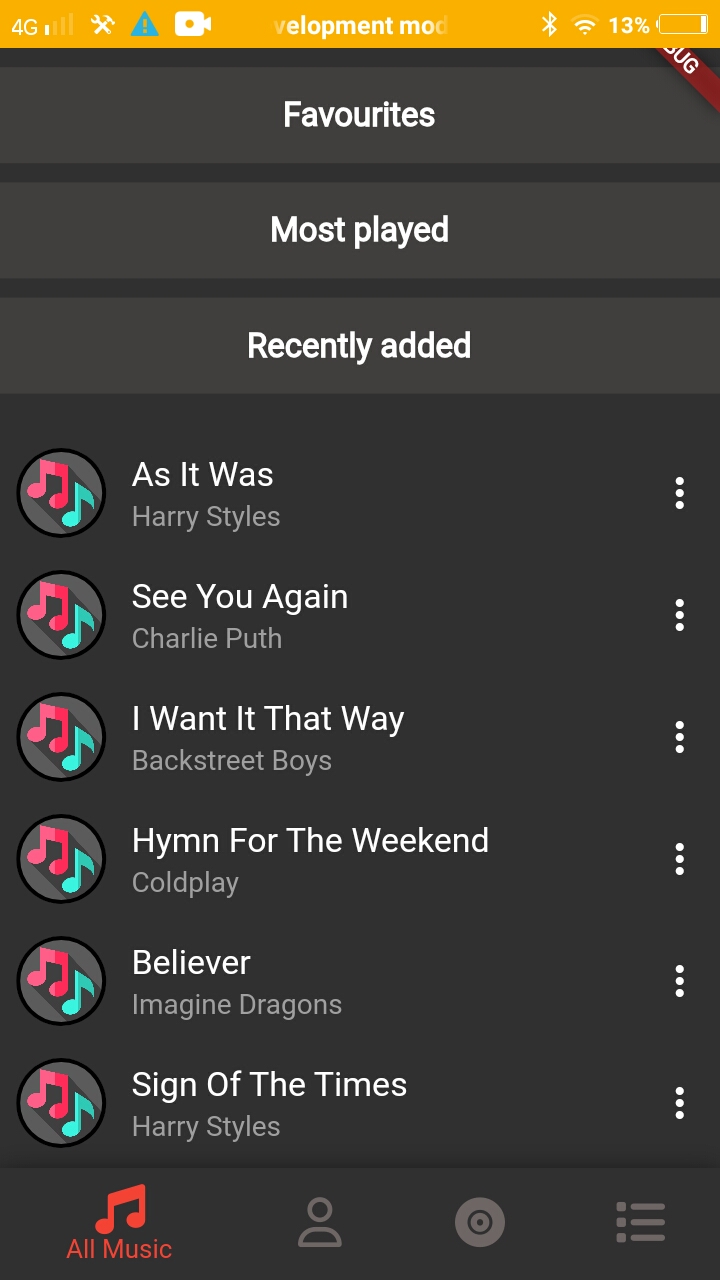 4G velopment mod 13%
BUG
Favourites
Most played
Recently added
As It Was
Harry Styles
See You Again
Charlie Puth
I Want It That Way
Backstreet Boys
Hymn For The Weekend
Coldplay
Believer
Imagine Dragons
Sign Of The Times
Harry Styles
All Music